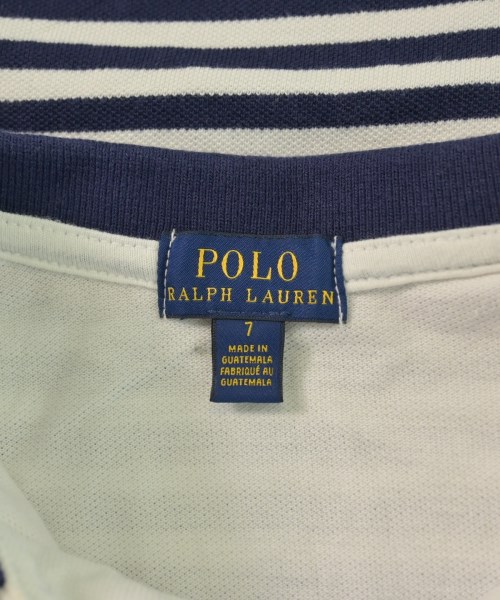 POLO
RALPH LAUREN
7
MADE IN
GUATEMALA
FABRIQUÉ AU
GUATEMALA